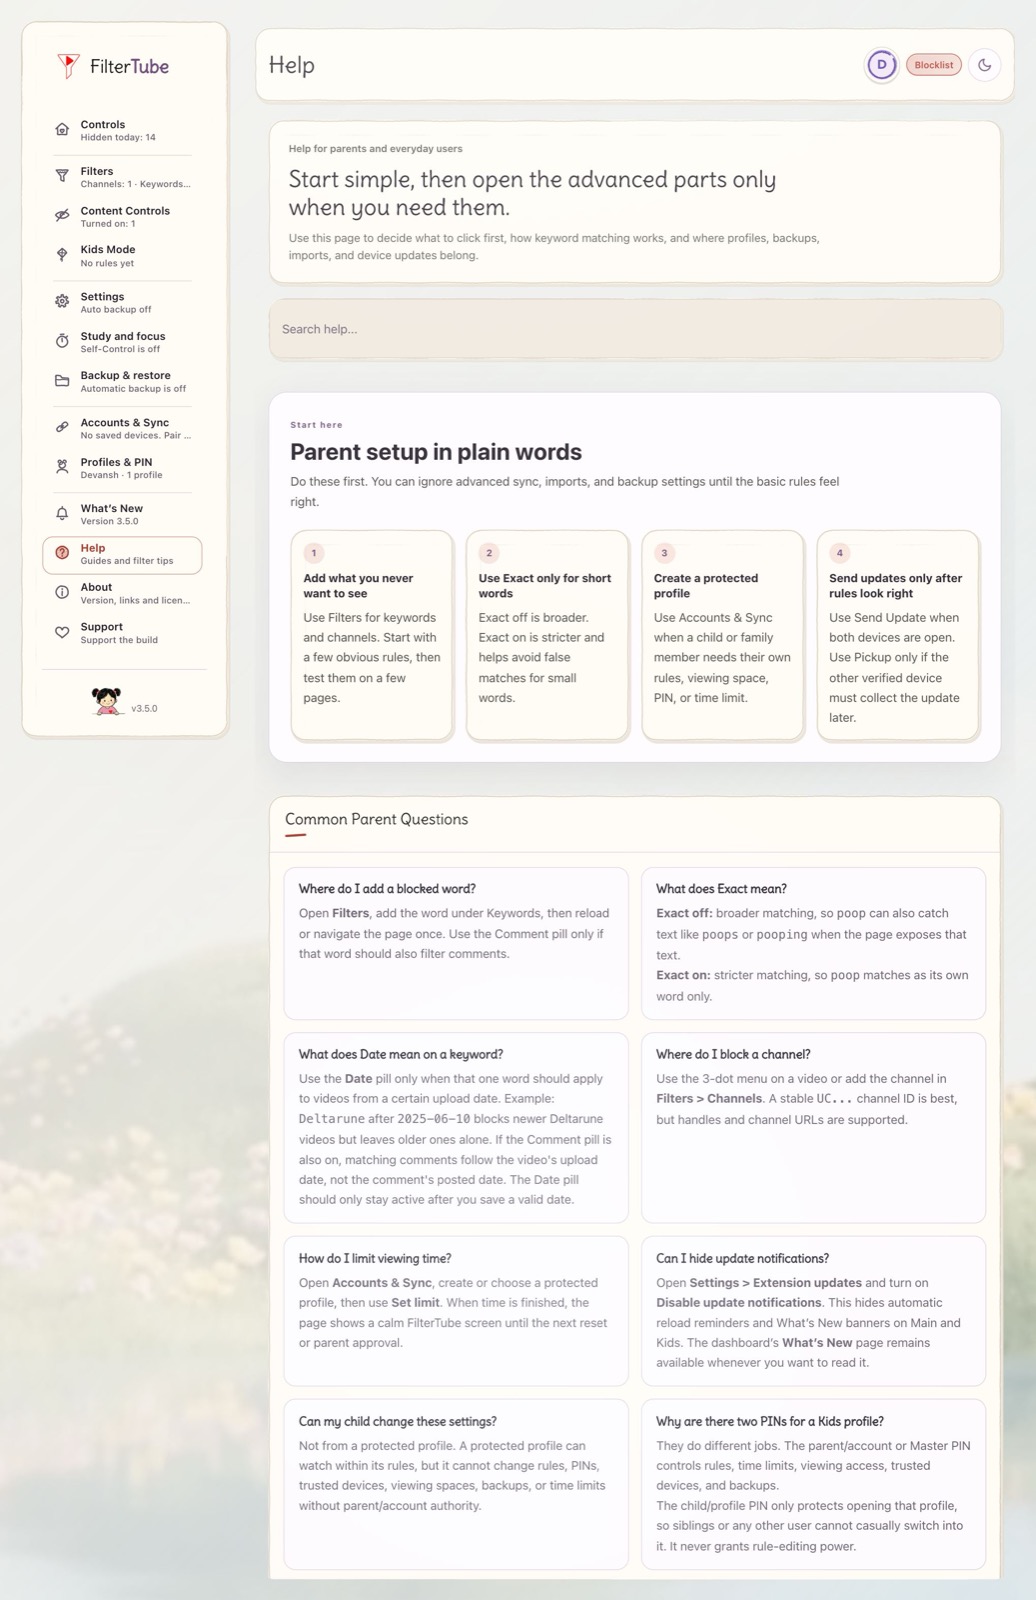 FilterTube
Controls
Hidden today: 14
Filters
Channels: 1 · Keywords...
Content Controls
Turned on: 1
Kids Mode
No rules yet
Settings
Auto backup off
Study and focus
Self-Control is off
Backup & restore
Automatic backup is off
Accounts & Sync
No saved devices. Pair ...
Profiles & PIN
Devansh · 1 profile
What's New
Version 3.5.0
Help
Guides and filter tips
About
Version, links and licen...
Support
Support the build
v3.5.0
Help
D
Blocklist
Help for parents and everyday users
Start simple, then open the advanced parts only
when you need them.
Use this page to decide what to click first, how keyword matching works, and where profiles, backups,
imports, and device updates belong.
Search help...
Start here
Parent setup in plain words
Do these first. You can ignore advanced sync, imports, and backup settings until the basic rules feel
right.
1
Add what you never
want to see
Use Filters for keywords
and channels. Start with
a few obvious rules, then
test them on a few
pages.
2
Use Exact only for short
words
Exact off is broader.
Exact on is stricter and
helps avoid false
matches for small
words.
3
Create a protected
profile
Use Accounts & Sync
when a child or family
member needs their own
rules, viewing space,
PIN, or time limit.
4
Send updates only after
rules look right
Use Send Update when
both devices are open.
Use Pickup only if the
other verified device
must collect the update
later.
Common Parent Questions
Where do I add a blocked word?
Open Filters, add the word under Keywords, then reload
or navigate the page once. Use the Comment pill only if
that word should also filter comments.
What does Exact mean?
Exact off: broader matching, so poop can also catch
text like poops or pooping when the page exposes that
text.
Exact on: stricter matching, so poop matches as its own
word only.
What does Date mean on a keyword?
Use the Date pill only when that one word should apply
to videos from a certain upload date. Example:
Deltarune after 2025-06-10 blocks newer Deltarune
videos but leaves older ones alone. If the Comment pill is
also on, matching comments follow the video's upload
date, not the comment's posted date. The Date pill
should only stay active after you save a valid date.
Where do I block a channel?
Use the 3-dot menu on a video or add the channel in
Filters > Channels. A stable UC... channel ID is best,
but handles and channel URLs are supported.
How do I limit viewing time?
Open Accounts & Sync, create or choose a protected
profile, then use Set limit. When time is finished, the
page shows a calm FilterTube screen until the next reset
or parent approval.
Can I hide update notifications?
Open Settings > Extension updates and turn on
Disable update notifications. This hides automatic
reload reminders and What's New banners on Main and
Kids. The dashboard's What's New page remains
available whenever you want to read it.
Can my child change these settings?
Not from a protected profile. A protected profile can
watch within its rules, but it cannot change rules, PINs,
trusted devices, viewing spaces, backups, or time limits
without parent/account authority.
Why are there two PINs for a Kids profile?
They do different jobs. The parent/account or Master PIN
controls rules, time limits, viewing access, trusted
devices, and backups.
The child/profile PIN only protects opening that profile,
so siblings or any other user cannot casually switch into
it. It never grants rule-editing power.